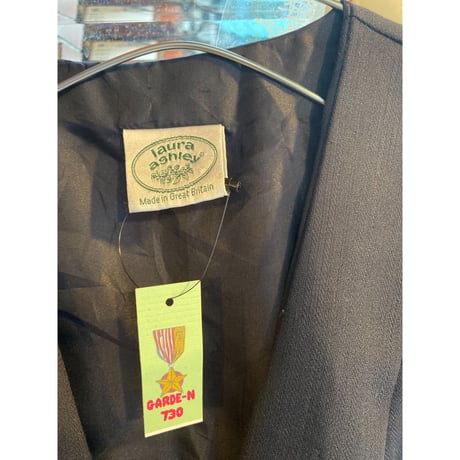 laura
ashley®
Made in Great Britain
GARDE-N
730